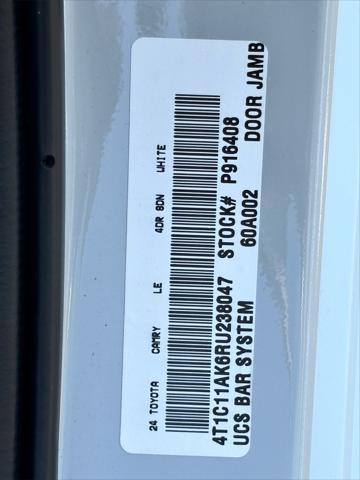 24 TOYOTA CAMRY LE 4DR SDN WHITE
4T1C11AK6RU238047 STOCK# P916408
UCS BAR SYSTEM 60A002 DOOR JAMB